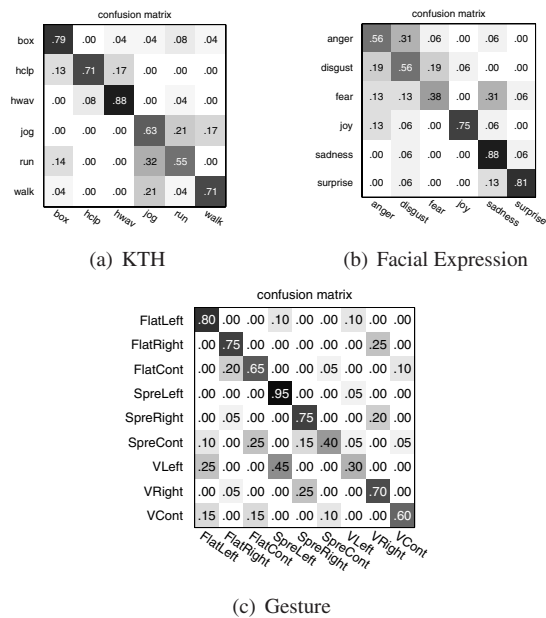 confusion matrix
box .79 .00 .04 .04 .08 .04
hclp .13 .71 .17 .00 .00 .00
hwav .00 .08 .88 .00 .04 .00
jog .00 .00 .00 .63 .21 .17
run .14 .00 .00 .32 .55 .00
walk .04 .00 .00 .21 .04 .71
box hclp hwav jog run walk
(a) KTH
confusion matrix
anger .56 .31 .06 .00 .06 .00
disgust .19 .56 .19 .06 .00 .00
fear .13 .13 .38 .00 .31 .06
joy .13 .06 .00 .75 .06 .00
sadness .00 .06 .00 .00 .88 .06
surprise .00 .06 .00 .00 .13 .81
anger disgust fear joy sadness surprise
(b) Facial Expression
confusion matrix
FlatLeft .80 .00 .00 .10 .00 .00 .10 .00 .00
FlatRight .00 .75 .00 .00 .00 .00 .00 .25 .00
FlatCont .00 .20 .65 .00 .00 .05 .00 .00 .10
SpreLeft .00 .00 .00 .95 .00 .00 .05 .00 .00
SpreRight .00 .05 .00 .00 .75 .00 .00 .20 .00
SpreCont .10 .00 .25 .00 .15 .40 .05 .00 .05
VLeft .25 .00 .00 .45 .00 .00 .30 .00 .00
VRight .00 .05 .00 .00 .25 .00 .00 .70 .00
VCont .15 .00 .15 .00 .00 .10 .00 .00 .60
FlatLeft FlatRight FlatCont SpreLeft SpreRight SpreCont VLeft VRight VCont
(c) Gesture